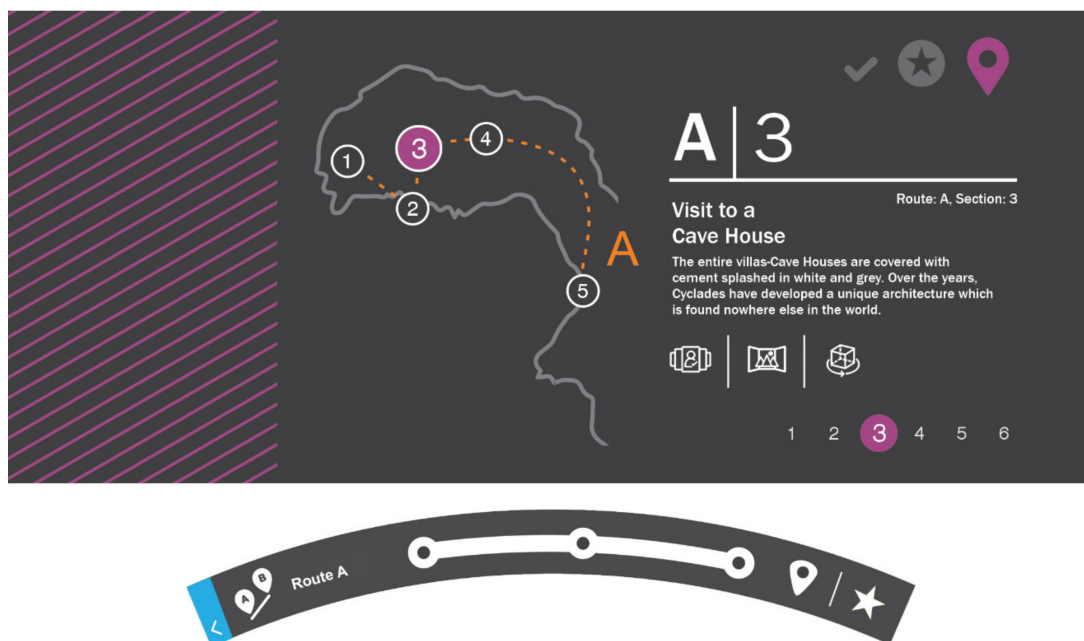 1
3
4
2
A
5
A 3
Route: A, Section: 3
Visit to a
Cave House
The entire villas-Cave Houses are covered with
cement splashed in white and grey. Over the years,
Cyclades have developed a unique architecture which
is found nowhere else in the world.
1 2 3 4 5 6
A B Route A